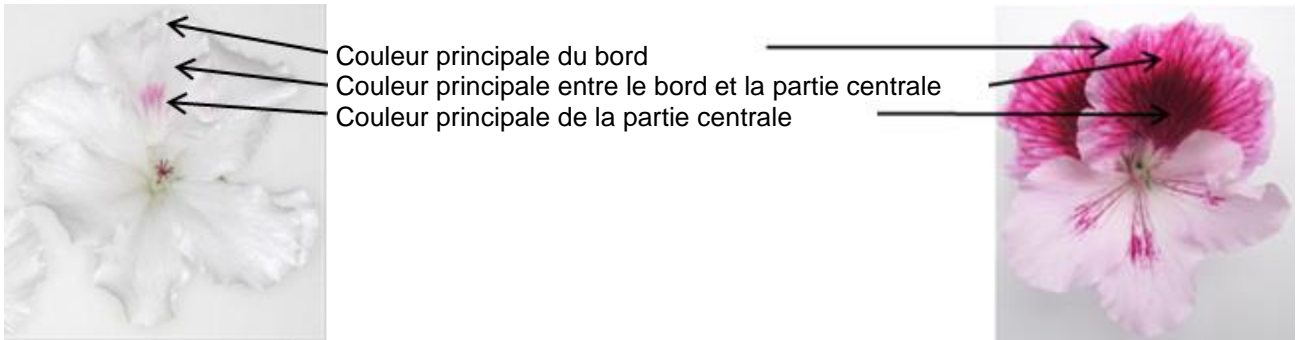 Couleur principale du bord
Couleur principale entre le bord et la partie centrale
Couleur principale de la partie centrale